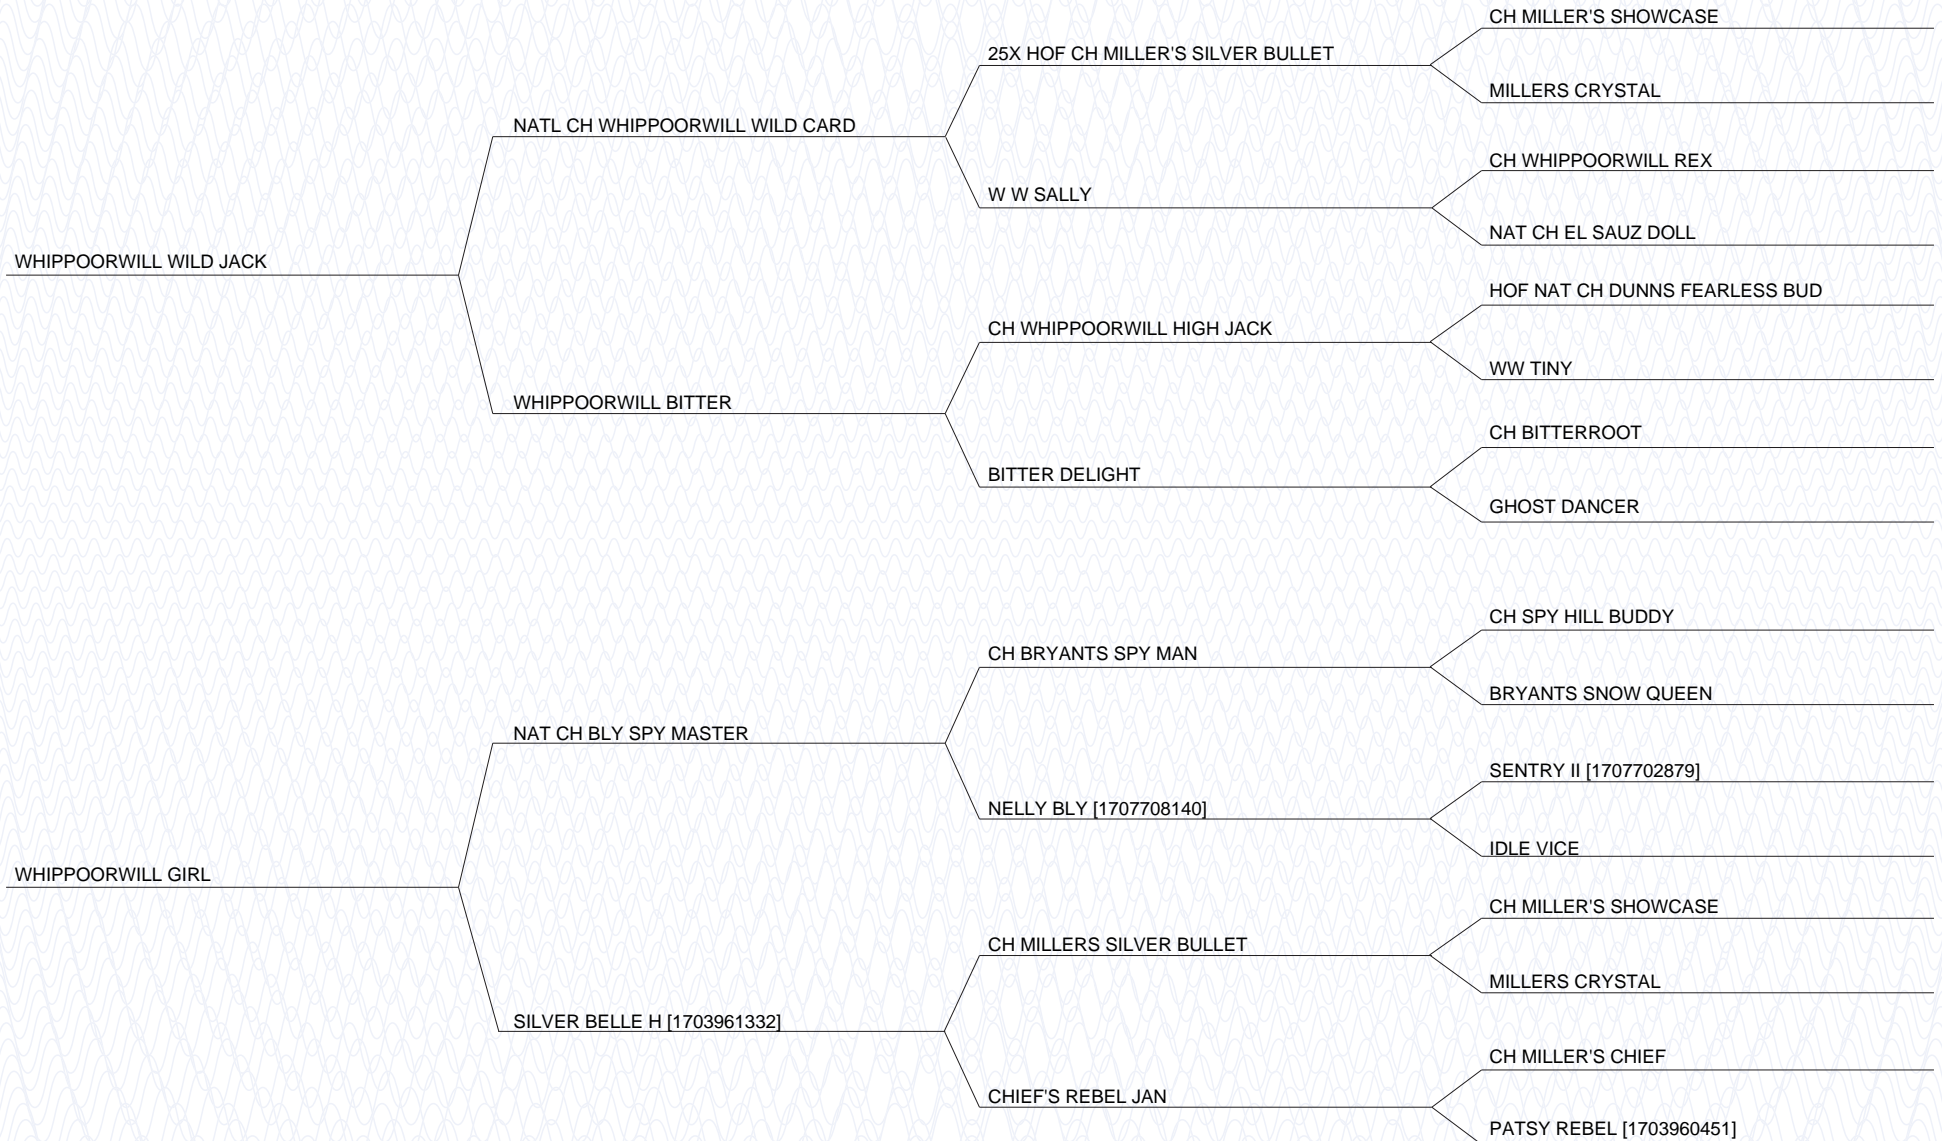 CH MILLER'S SHOWCASE
25X HOF CH MILLER'S SILVER BULLET
MILLERS CRYSTAL
NATL CH WHIPPOORWILL WILD CARD
CH WHIPPOORWILL REX
W W SALLY
NAT CH EL SAUZ DOLL
WHIPPOORWILL WILD JACK
HOF NAT CH DUNNS FEARLESS BUD
CH WHIPPOORWILL HIGH JACK
WW TINY
WHIPPOORWILL BITTER
CH BITTERROOT
BITTER DELIGHT
GHOST DANCER
CH SPY HILL BUDDY
CH BRYANTS SPY MAN
BRYANTS SNOW QUEEN
NAT CH BLY SPY MASTER
SENTRY II [1707702879]
NELLY BLY [1707708140]
IDLE VICE
WHIPPOORWILL GIRL
CH MILLER'S SHOWCASE
CH MILLERS SILVER BULLET
MILLERS CRYSTAL
SILVER BELLE H [1703961332]
CH MILLER'S CHIEF
CHIEF'S REBEL JAN
PATSY REBEL [1703960451]